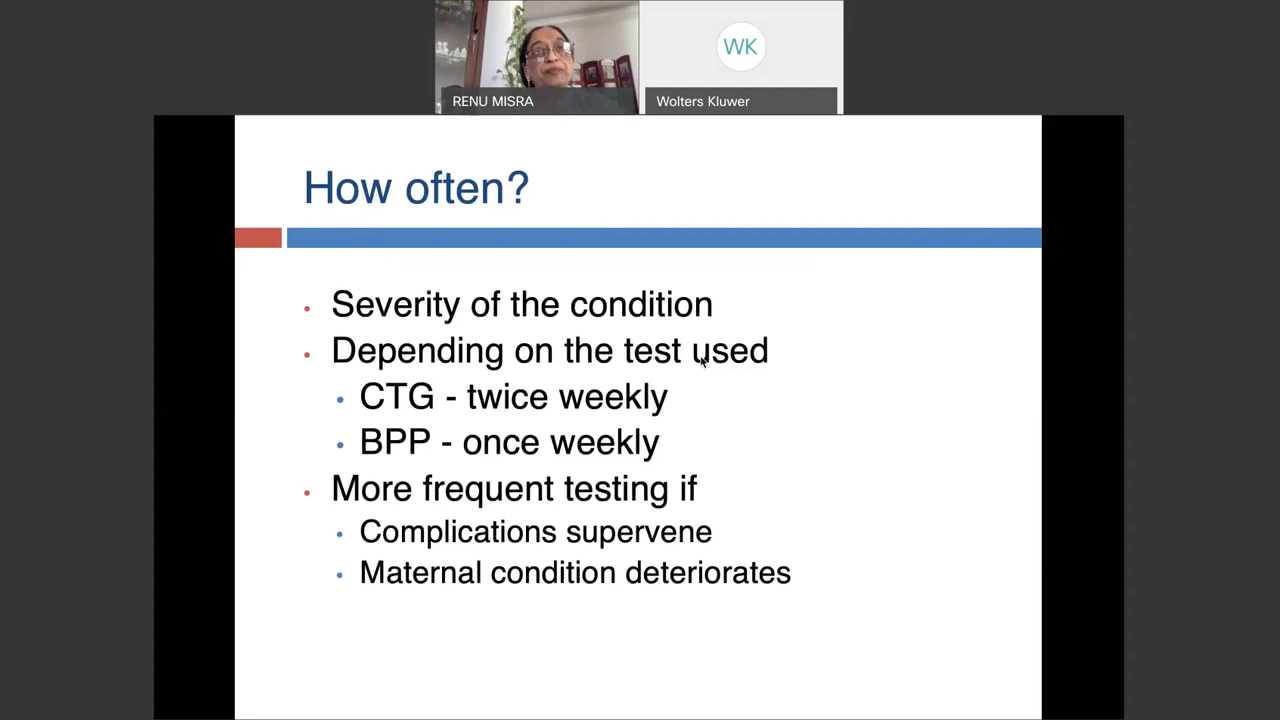 WK
RENU MISRA
Wolters Kluwer
How often?
• Severity of the condition
• Depending on the test used
• CTG - twice weekly
• BPP - once weekly
• More frequent testing if
• Complications supervene
• Maternal condition deteriorates